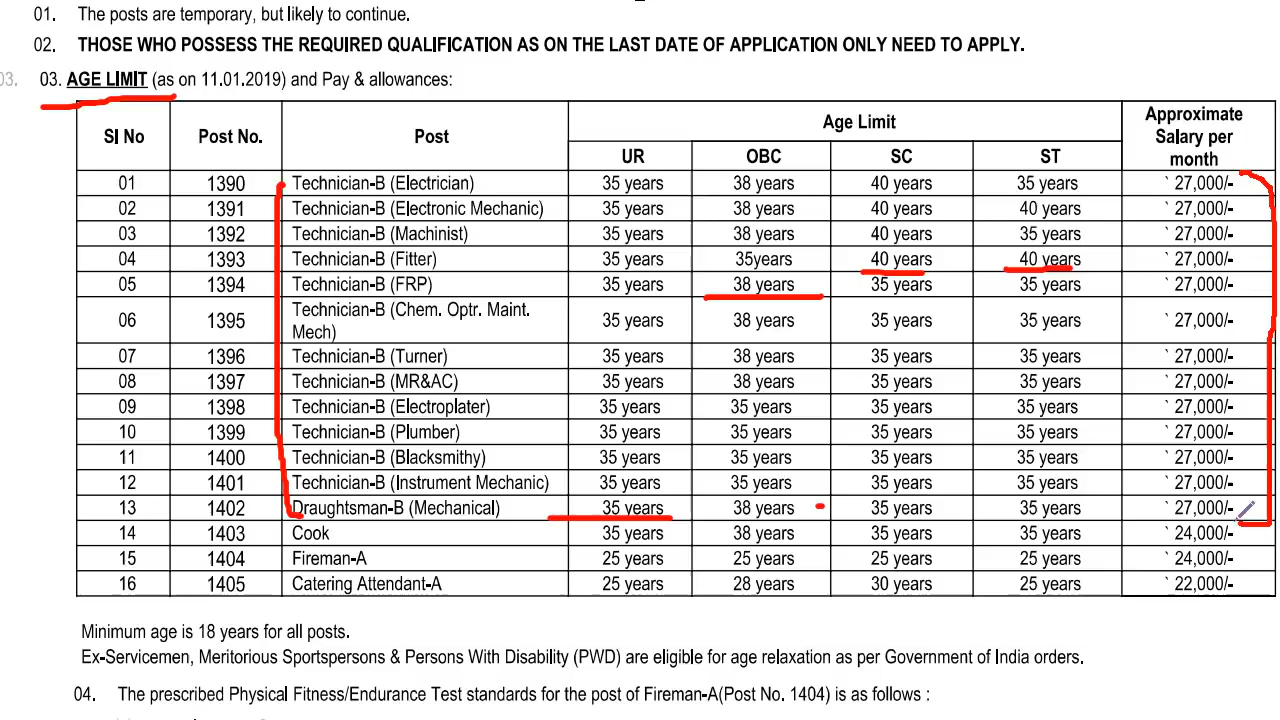 01. The posts are temporary, but likely to continue.
02. THOSE WHO POSSESS THE REQUIRED QUALIFICATION AS ON THE LAST DATE OF APPLICATION ONLY NEED TO APPLY.
03. 03. AGE LIMIT (as on 11.01.2019) and Pay & allowances:
Sl No Post No. Post Age Limit Approximate Salary per month
UR OBC SC ST
01 1390 Technician-B (Electrician) 35 years 38 years 40 years 35 years ` 27,000/-
02 1391 Technician-B (Electronic Mechanic) 35 years 38 years 40 years 40 years ` 27,000/-
03 1392 Technician-B (Machinist) 35 years 38 years 40 years 35 years ` 27,000/-
04 1393 Technician-B (Fitter) 35 years 35years 40 years 40 years ` 27,000/-
05 1394 Technician-B (FRP) 35 years 38 years 35 years 35 years ` 27,000/-
06 1395 Technician-B (Chem. Optr. Maint. Mech) 35 years 38 years 35 years 35 years ` 27,000/-
07 1396 Technician-B (Turner) 35 years 38 years 35 years 35 years ` 27,000/-
08 1397 Technician-B (MR&AC) 35 years 38 years 35 years 35 years ` 27,000/-
09 1398 Technician-B (Electroplater) 35 years 35 years 35 years 35 years ` 27,000/-
10 1399 Technician-B (Plumber) 35 years 35 years 35 years 35 years ` 27,000/-
11 1400 Technician-B (Blacksmithy) 35 years 35 years 35 years 35 years ` 27,000/-
12 1401 Technician-B (Instrument Mechanic) 35 years 35 years 35 years 35 years ` 27,000/-
13 1402 Draughtsman-B (Mechanical) 35 years 38 years 35 years 35 years ` 27,000/-
14 1403 Cook 35 years 38 years 35 years 35 years ` 24,000/-
15 1404 Fireman-A 25 years 25 years 25 years 25 years ` 24,000/-
16 1405 Catering Attendant-A 25 years 28 years 30 years 25 years ` 22,000/-
Minimum age is 18 years for all posts.
Ex-Servicemen, Meritorious Sportspersons & Persons With Disability (PWD) are eligible for age relaxation as per Government of India orders.
04. The prescribed Physical Fitness/Endurance Test standards for the post of Fireman-A(Post No. 1404) is as follows :